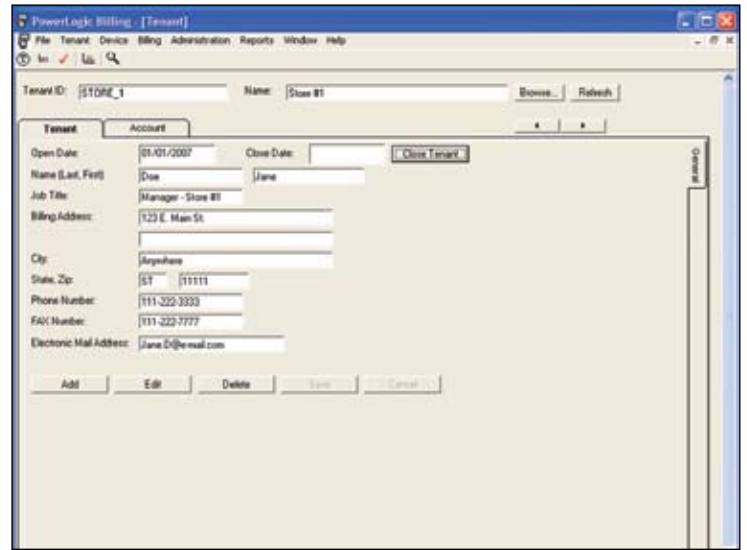 PowerLogic Billing - [Tenant]
File Tenant Device Billing Administration Reports Window Help
Tenant ID: STORE_1 Name: Store #1 Browse... Refresh
Tenant Account
General
Open Date: 01/01/2007 Close Date: Close Tenant
Name (Last, First) Doe Jane
Job Title: Manager - Store #1
Billing Address: 123 E. Main St.
City: Anywhere
State, Zip: ST 11111
Phone Number: 111-222-3333
FAX Number: 111-222-7777
Electronic Mail Address: Jane.D@e-mail.com
Add Edit Delete Save Cancel